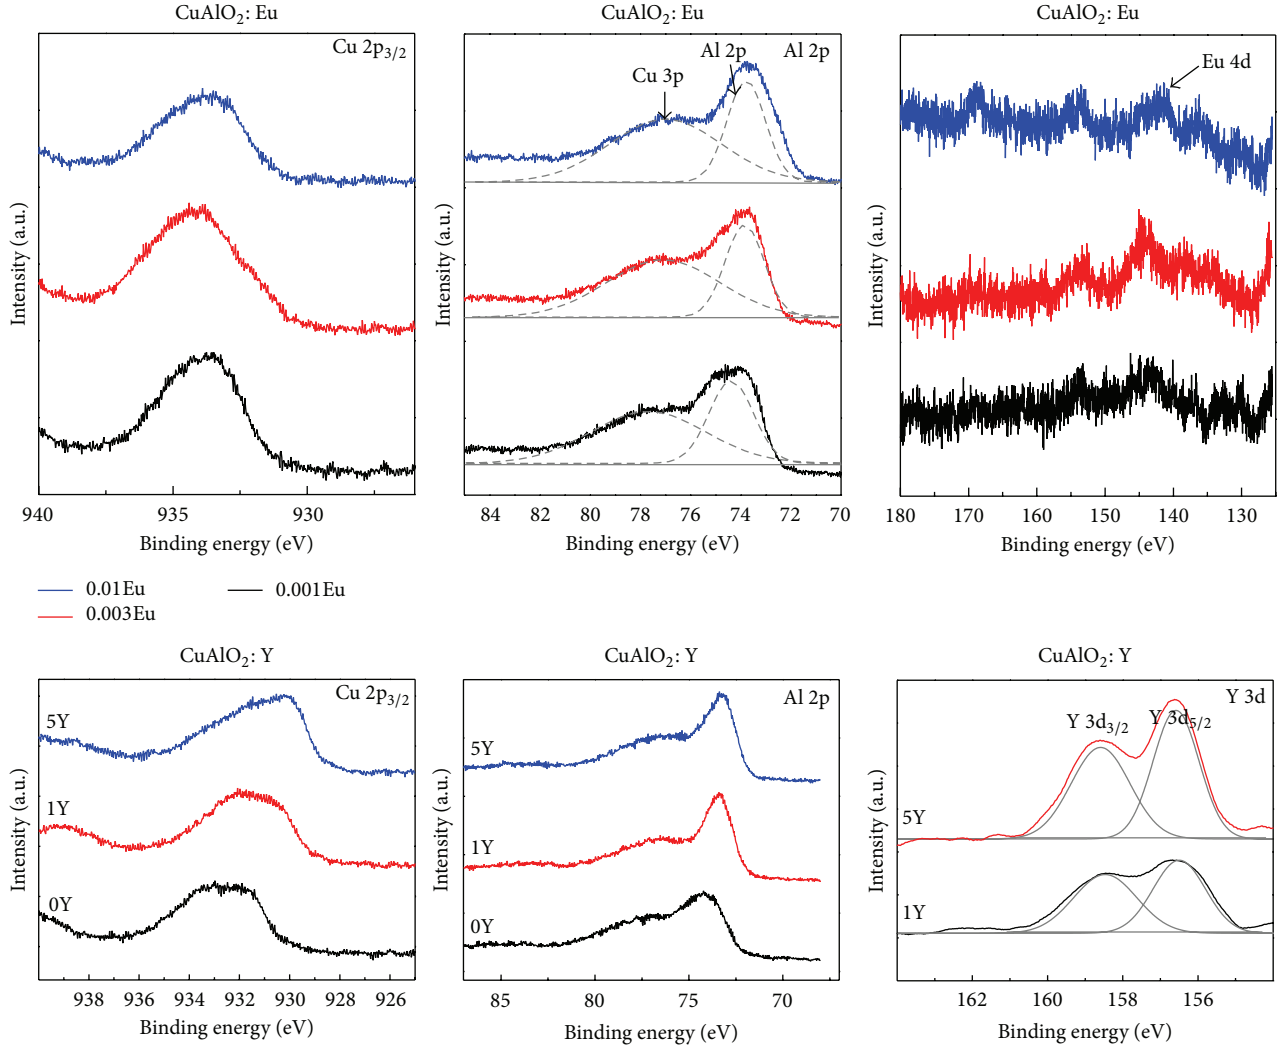 CuAlO2: Eu
Cu 2p3/2
Intensity (a.u.)
940 935 930
Binding energy (eV)
CuAlO2: Eu
Al 2p Al 2p
Cu 3p
Intensity (a.u.)
84 82 80 78 76 74 72 70
Binding energy (eV)
CuAlO2: Eu
Eu 4d
Intensity (a.u.)
180 170 160 150 140 130
Binding energy (eV)
0.01Eu 0.001Eu
0.003Eu
CuAlO2: Y
Cu 2p3/2
5Y
1Y
0Y
Intensity (a.u.)
938 936 934 932 930 928 926
Binding energy (eV)
CuAlO2: Y
Al 2p
5Y
1Y
0Y
Intensity (a.u.)
85 80 75 70
Binding energy (eV)
CuAlO2: Y
Y 3d
Y 3d3/2 Y 3d5/2
5Y
1Y
Intensity (a.u.)
162 160 158 156
Binding energy (eV)